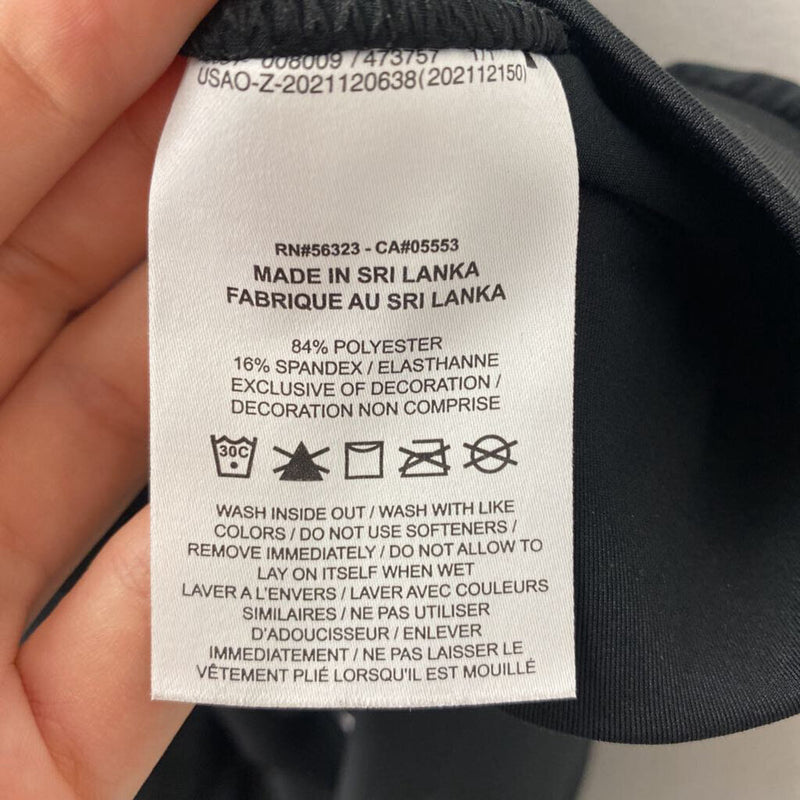 008009 / 473757 1/1
USAO-Z-2021120638(202112150)
RN#56323 - CA#05553
MADE IN SRI LANKA
FABRIQUE AU SRI LANKA
84% POLYESTER
16% SPANDEX / ELASTHANNE
EXCLUSIVE OF DECORATION /
DECORATION NON COMPRISE
30C
WASH INSIDE OUT / WASH WITH LIKE
COLORS / DO NOT USE SOFTENERS /
REMOVE IMMEDIATELY / DO NOT ALLOW TO
LAY ON ITSELF WHEN WET
LAVER A L'ENVERS / LAVER AVEC COULEURS
SIMILAIRES / NE PAS UTILISER
D'ADOUCISSEUR / ENLEVER
IMMEDIATEMENT / NE PAS LAISSER LE
VÊTEMENT PLIÉ LORSQU'IL EST MOUILLÉ